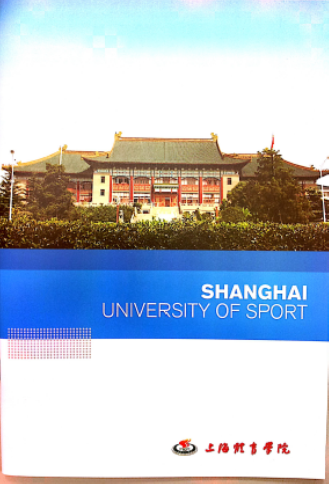 SHANGHAI
UNIVERSITY OF SPORT
上海體育學院